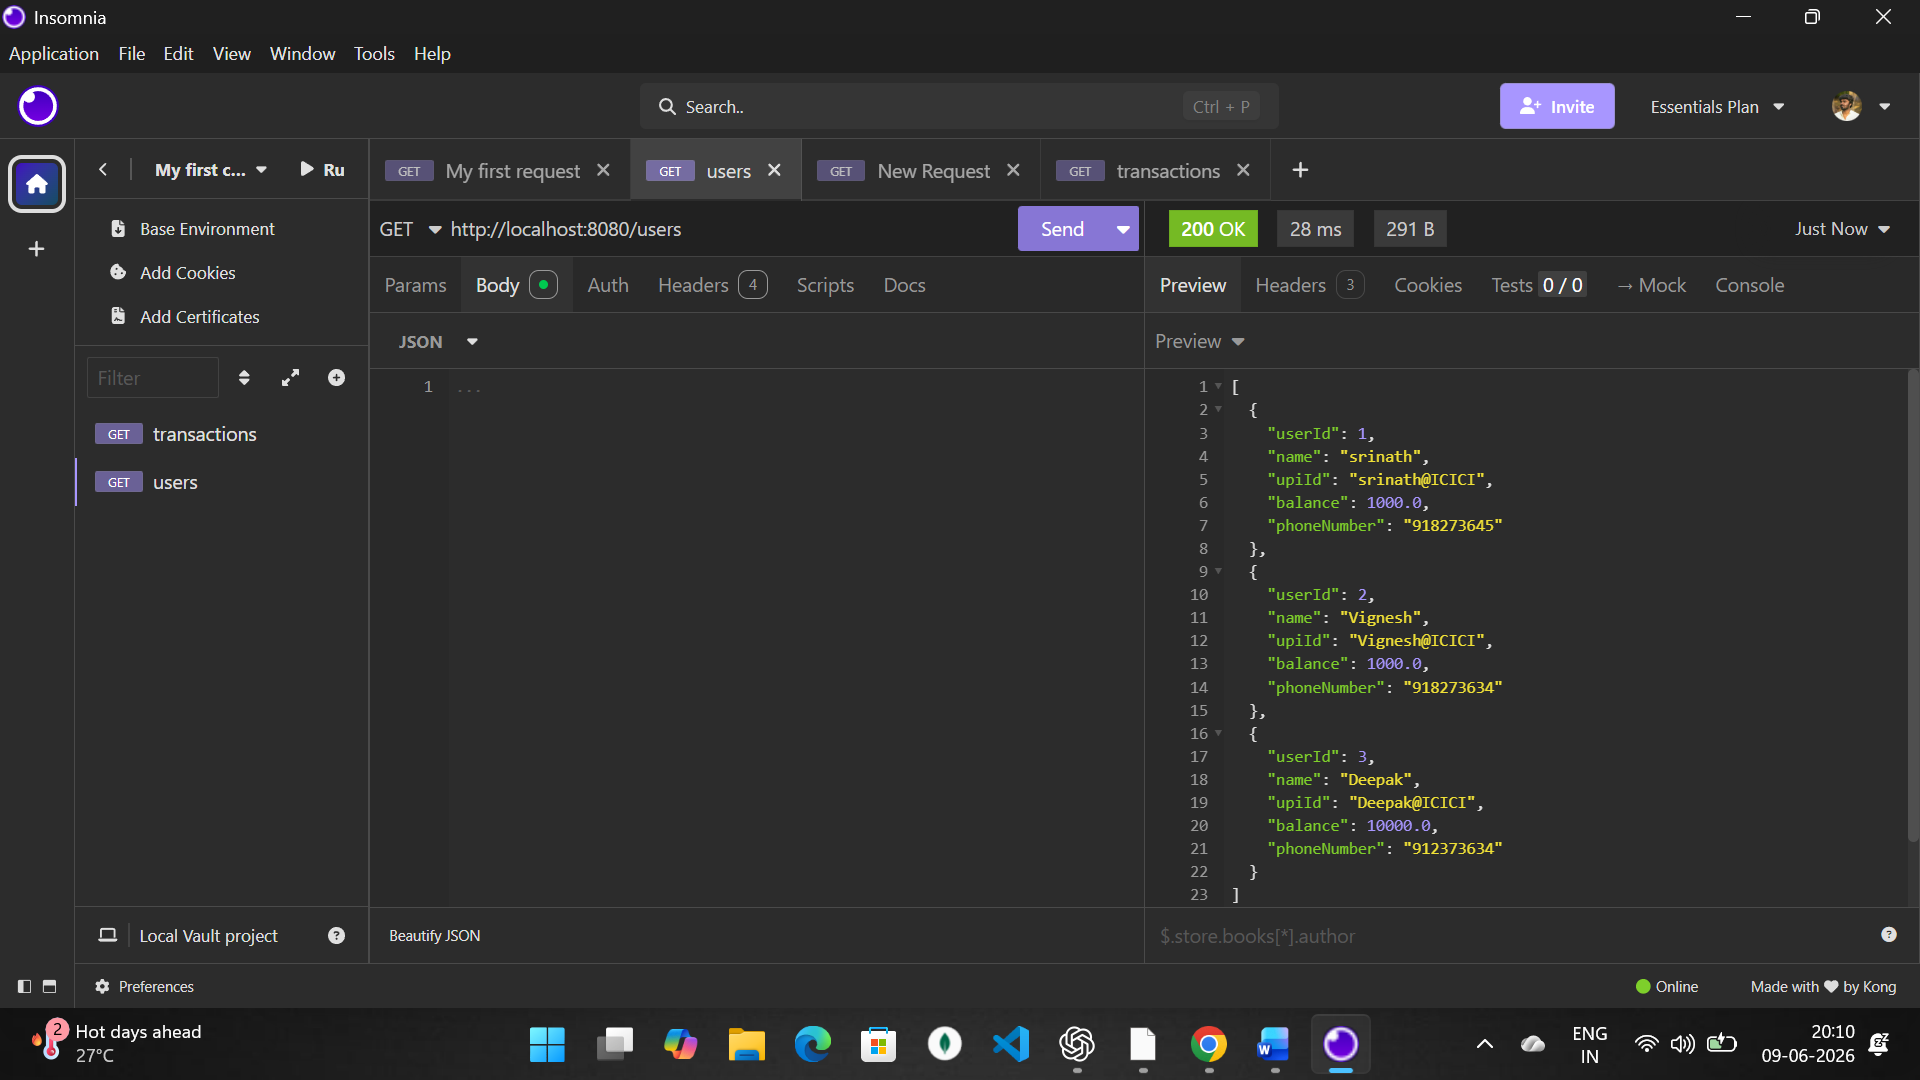 Insomnia
Application File Edit View Window Tools Help
Search.. Ctrl + P
Invite
Essentials Plan
My first c...
Ru
GET My first request
GET users
GET New Request
GET transactions
Base Environment
Add Cookies
Add Certificates
Filter
GET transactions
GET users
GET http://localhost:8080/users
Send
200 OK 28 ms 291 B
Just Now
Params Body Auth Headers 4 Scripts Docs
Preview Headers 3 Cookies Tests 0 / 0 → Mock Console
JSON
Preview
1 ...
1 [
2 {
3 "userId": 1,
4 "name": "srinath",
5 "upiId": "srinath@ICICI",
6 "balance": 1000.0,
7 "phoneNumber": "918273645"
8 },
9 {
10 "userId": 2,
11 "name": "Vignesh",
12 "upiId": "Vignesh@ICICI",
13 "balance": 1000.0,
14 "phoneNumber": "918273634"
15 },
16 {
17 "userId": 3,
18 "name": "Deepak",
19 "upiId": "Deepak@ICICI",
20 "balance": 10000.0,
21 "phoneNumber": "912373634"
22 }
23 ]
Local Vault project
Beautify JSON
$.store.books[*].author
Preferences
Online
Made with ❤ by Kong
2
Hot days ahead
27°C
W
ENG
IN
20:10
09-06-2026